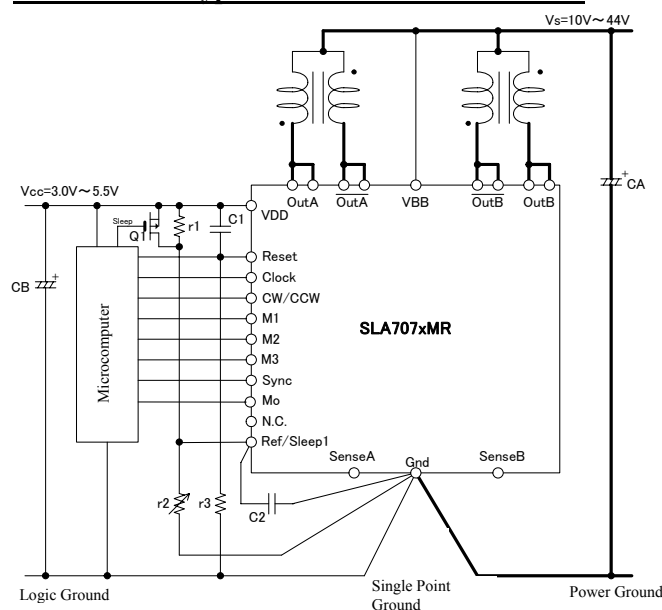 Vs=10V～44V
CA
OutA
OutA
VBB
OutB
OutB
Vcc=3.0V～5.5V
Sleep
Q1
r1
C1
VDD
CB
Microcomputer
Reset
Clock
CW/CCW
M1
M2
M3
Sync
Mo
N.C.
Ref/Sleep1
SLA707xMR
SenseA
Gnd
SenseB
r2
r3
C2
Logic Ground
Single Point
Ground
Power Ground